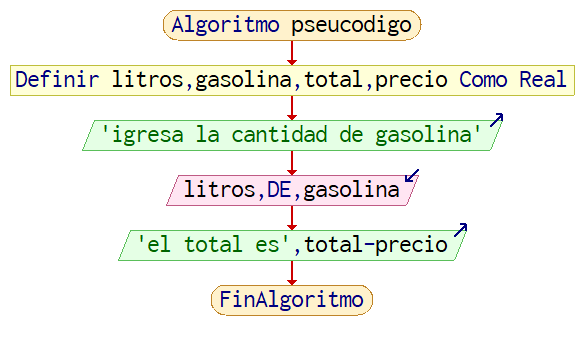 Algoritmo pseucodigo
Definir litros,gasolina,total,precio Como Real
'igresa la cantidad de gasolina'
litros,DE,gasolina
'el total es',total-precio
FinAlgoritmo